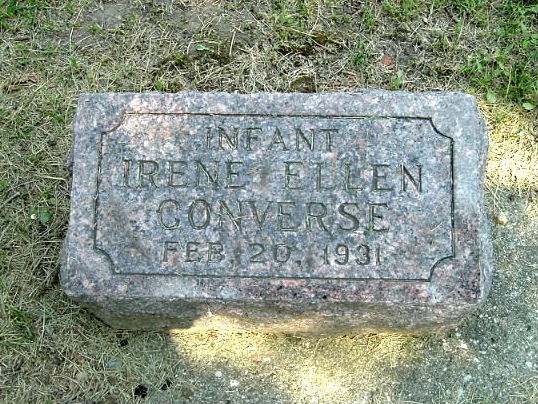 INFANT
IRENE ELLEN
CONVERSE
FEB. 20, 1931